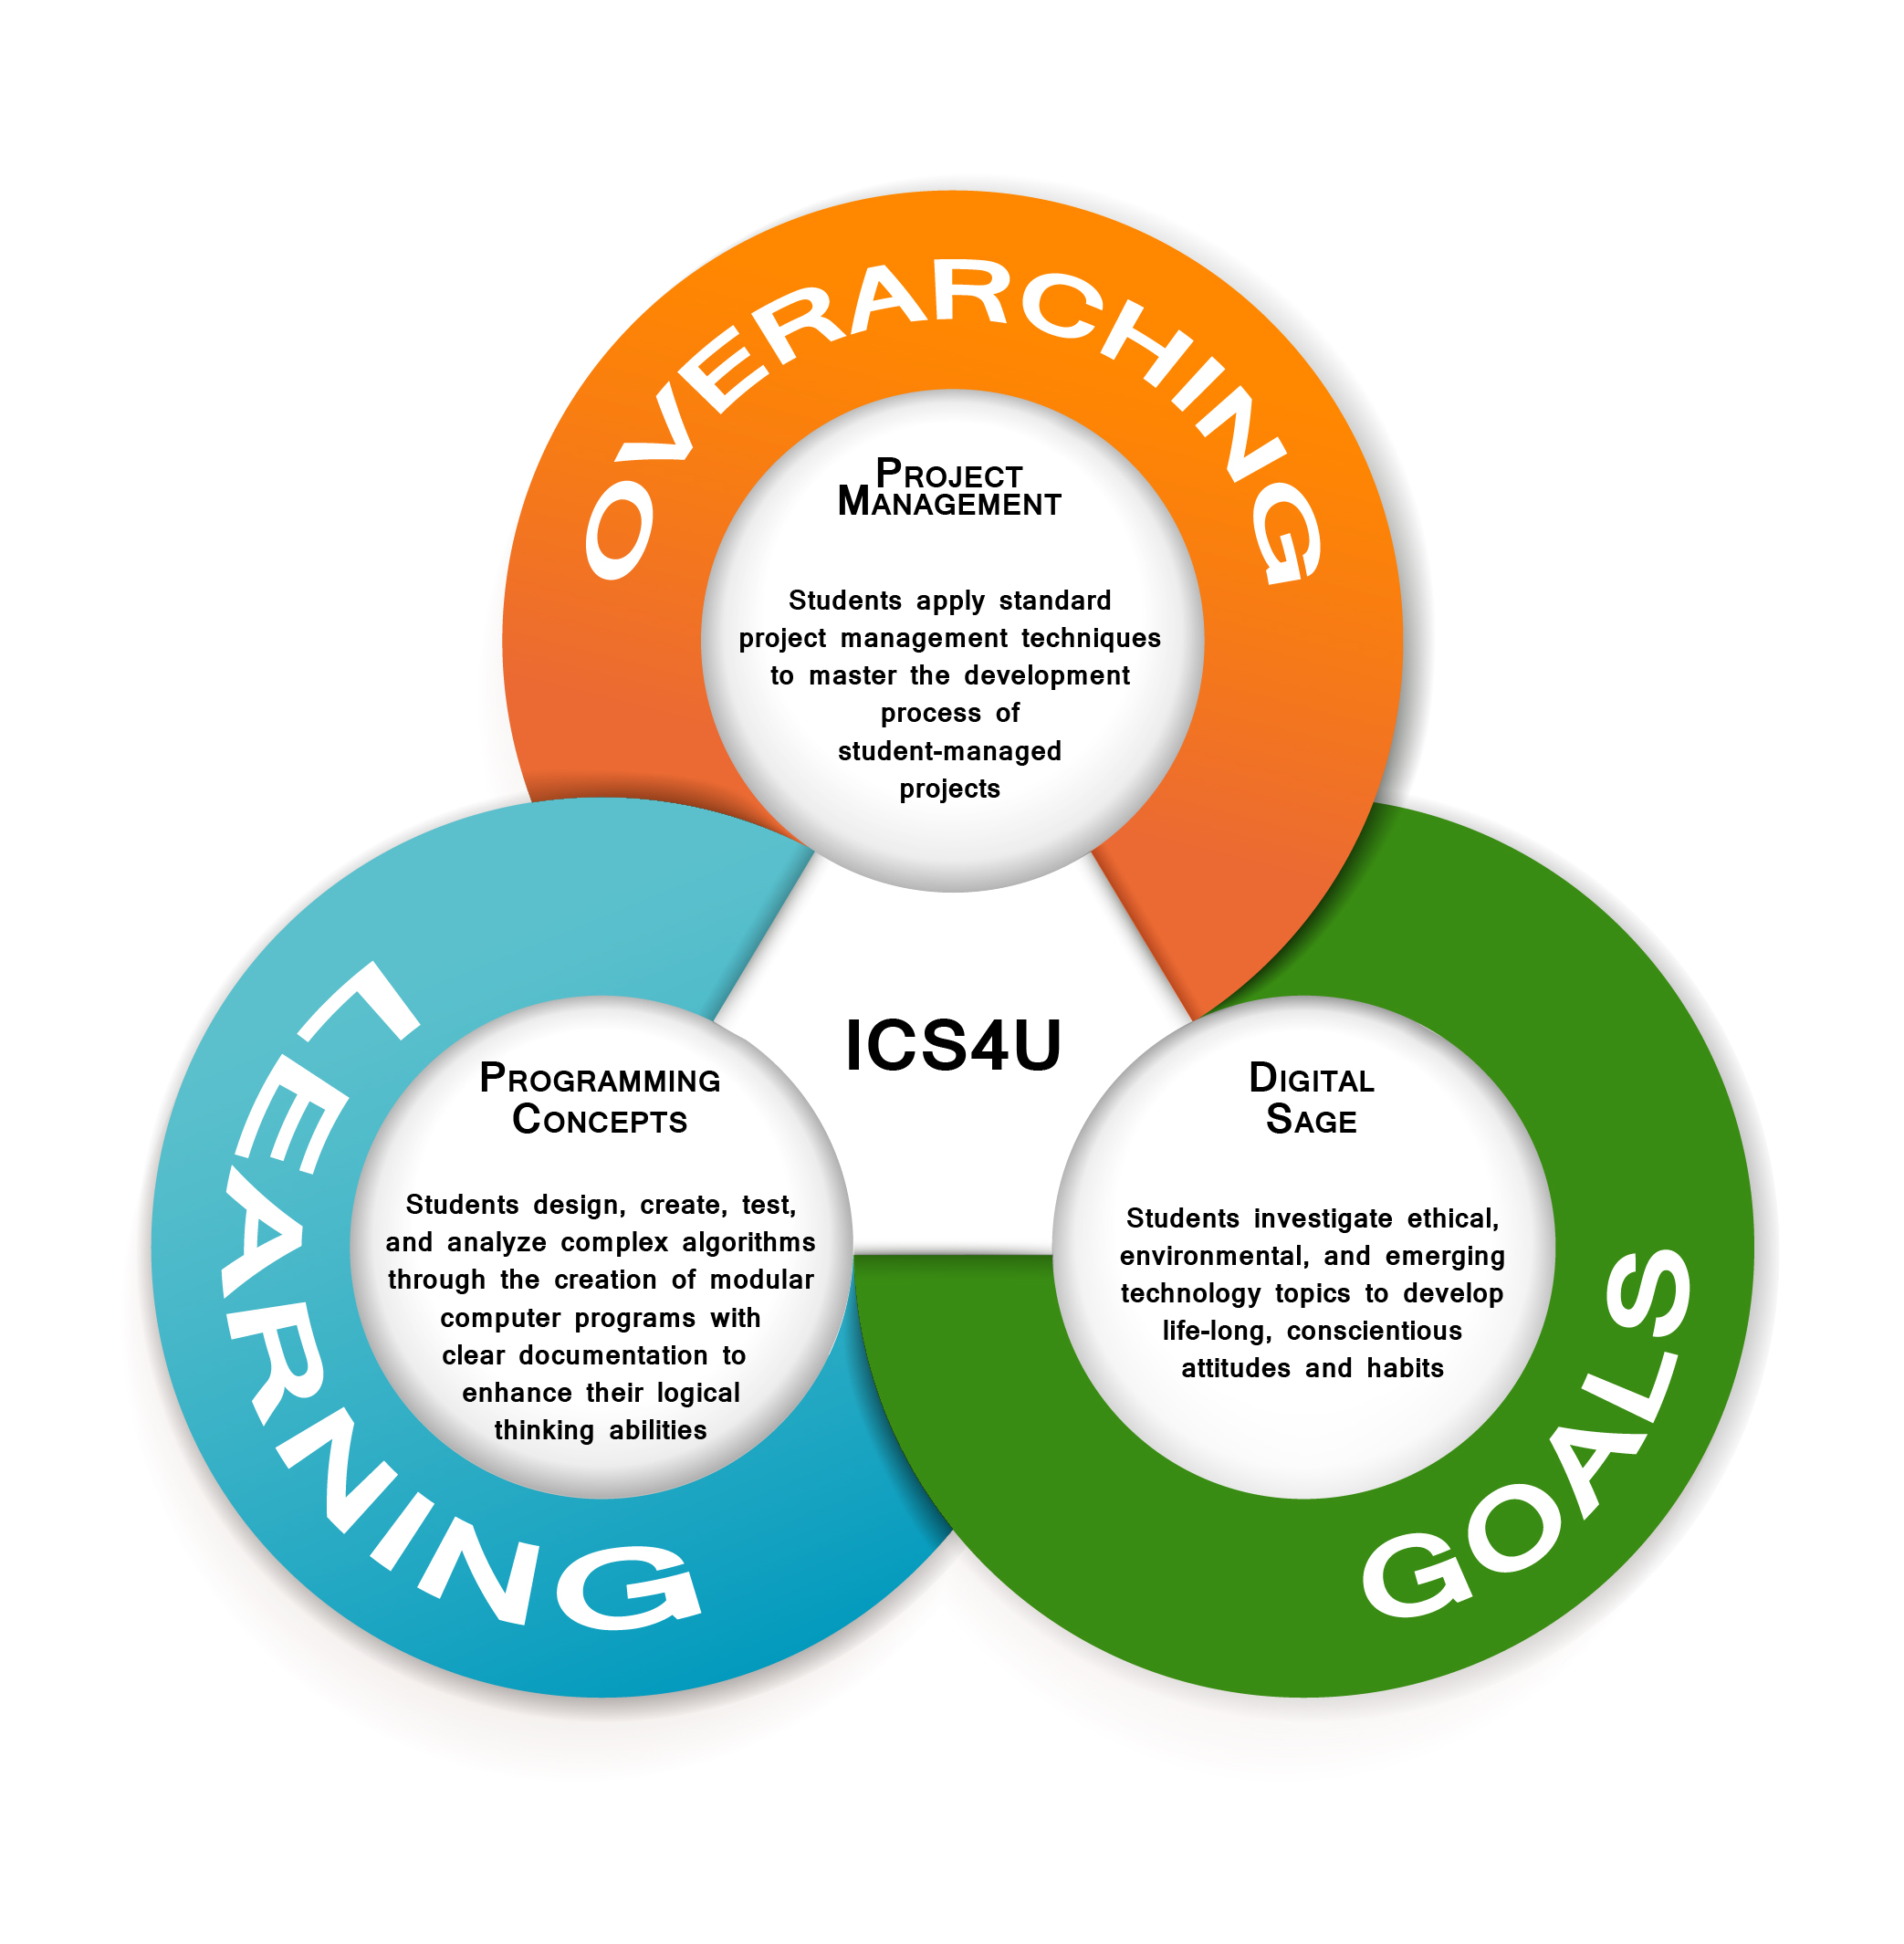 OVERARCHING
PROJECT
MANAGEMENT
Students apply standard
project management techniques
to master the development
process of
student-managed
projects
LEARNING
PROGRAMMING
CONCEPTS
Students design, create, test,
and analyze complex algorithms
through the creation of modular
computer programs with
clear documentation to
enhance their logical
thinking abilities
ICS4U
GOALS
DIGITAL
SAGE
Students investigate ethical,
environmental, and emerging
technology topics to develop
life-long, conscientious
attitudes and habits